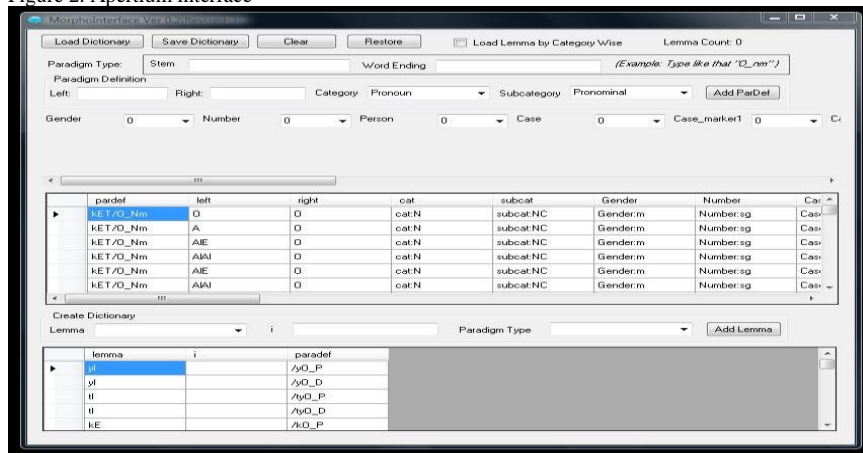 Figure 2: Apertium interface
MorphoInterface Ver 0.2
Load Dictionary Save Dictionary Clear Restore Load Lemma by Category Wise Lemma Count: 0
Paradigm Type: Stem Word Ending (Example: Type like that "O_nm")
Paradigm Definition
Left: Right: Category Pronoun Subcategory Pronominal Add ParDef
Gender 0 Number 0 Person 0 Case 0 Case_marker1 0
pardef left right cat subcat Gender Number
kET/O_Nm O O cat:N subcat:NC Gender:m Number:sg
kET/O_Nm A O cat:N subcat:NC Gender:m Number:sg
kET/O_Nm AIE O cat:N subcat:NC Gender:m Number:sg
kET/O_Nm AIAI O cat:N subcat:NC Gender:m Number:sg
kET/O_Nm AIE O cat:N subcat:NC Gender:m Number:sg
kET/O_Nm AIAI O cat:N subcat:NC Gender:m Number:sg
Create Dictionary
Lemma i Paradigm Type Add Lemma
lemma i paradef
yI /yO_P
yI /yO_D
tI /tyO_P
tI /tyO_D
kE /kO_P